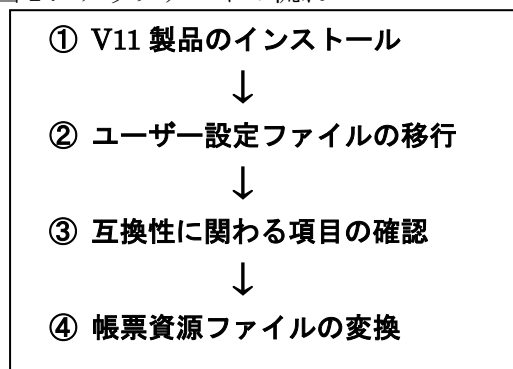 ① V11 製品のインストール
↓
② ユーザー設定ファイルの移行
↓
③ 互換性に関わる項目の確認
↓
④ 帳票資源ファイルの変換